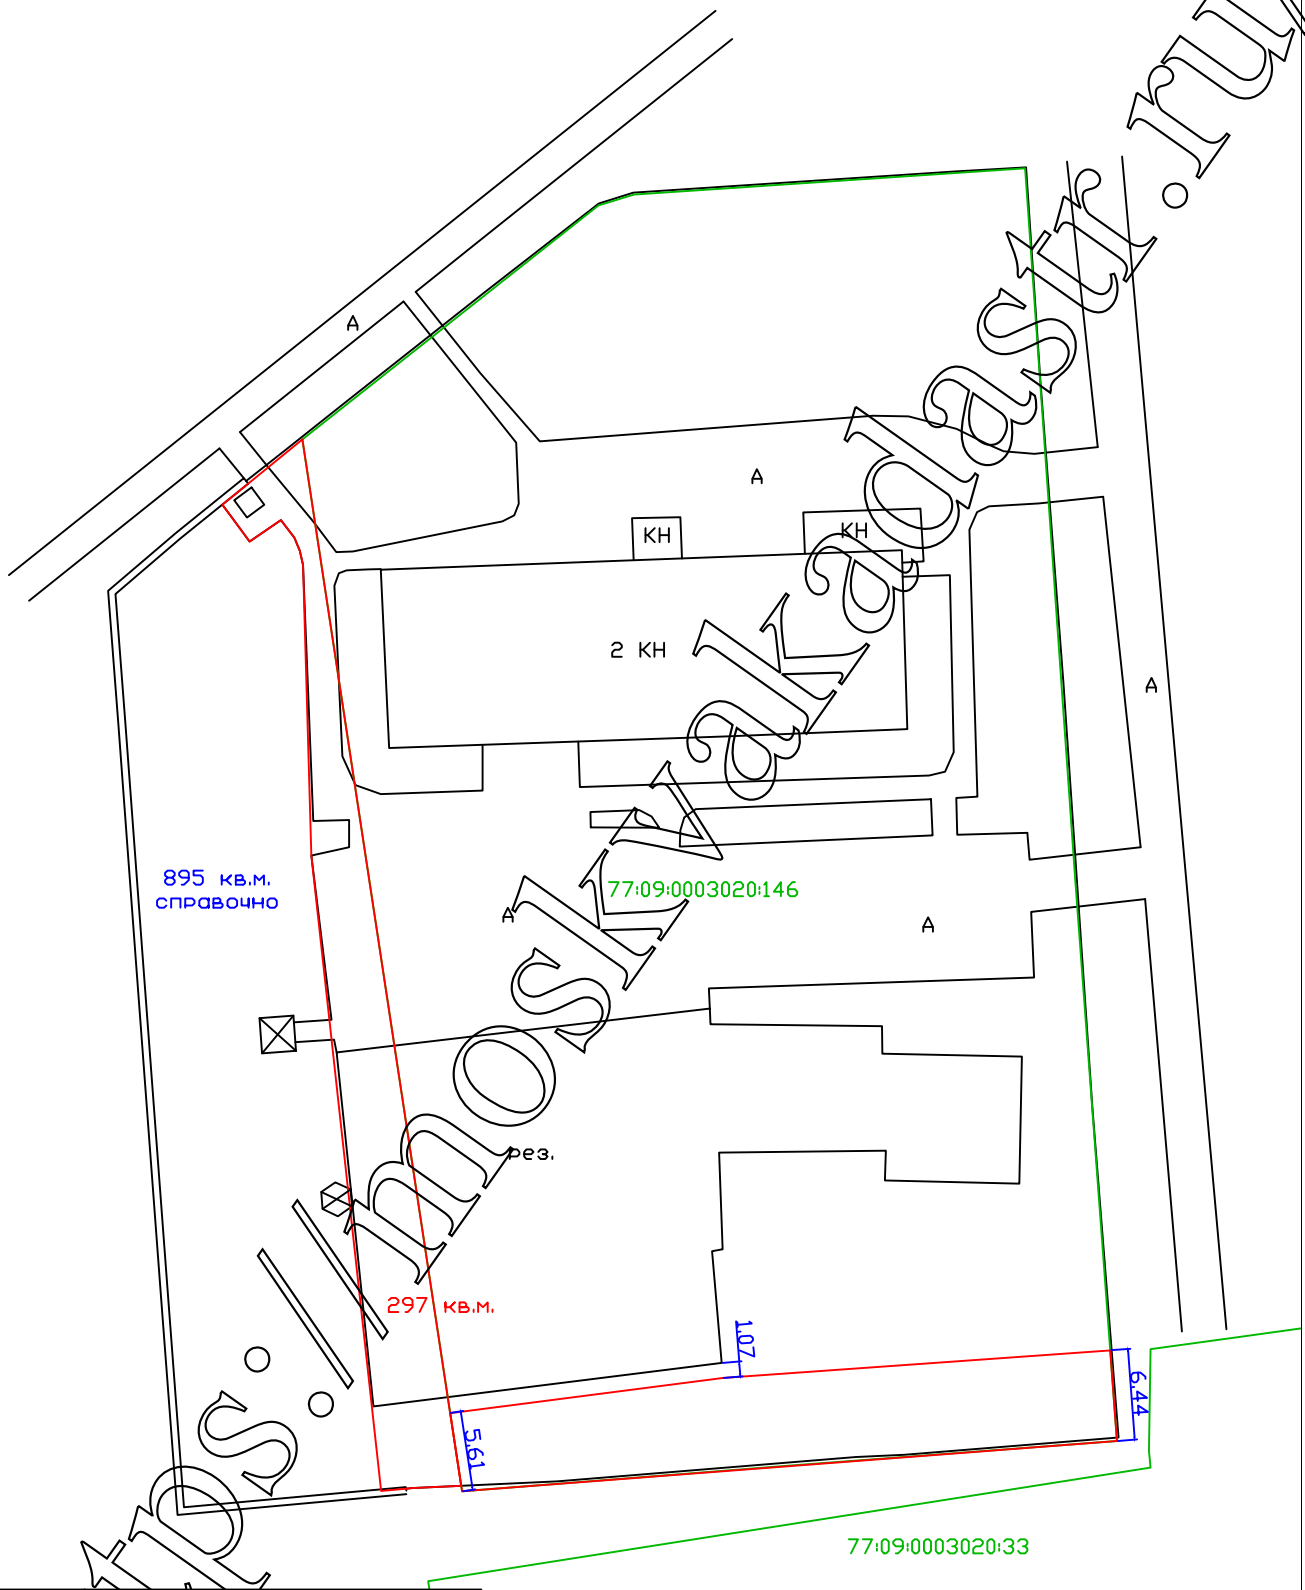 А
А
КН
КН
2 КН
А
895 кв.м.
справочно
77:09:0003020:146
А
А
рез.
297 кв.м.
1.07
6.44
5.61
77:09:0003020:33
tps://moskvakadastr.ru/